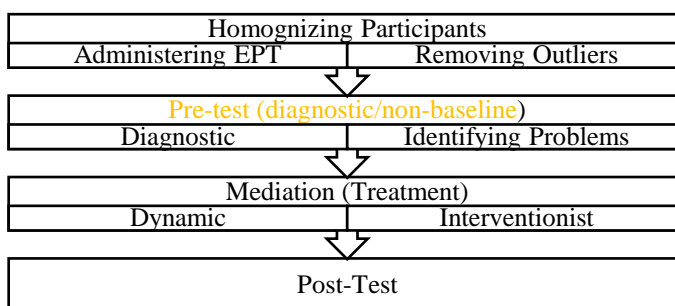 Homognizing Participants
Administering EPT Removing Outliers
Pre-test (diagnostic/non-baseline)
Diagnostic Identifying Problems
Mediation (Treatment)
Dynamic Interventionist
Post-Test